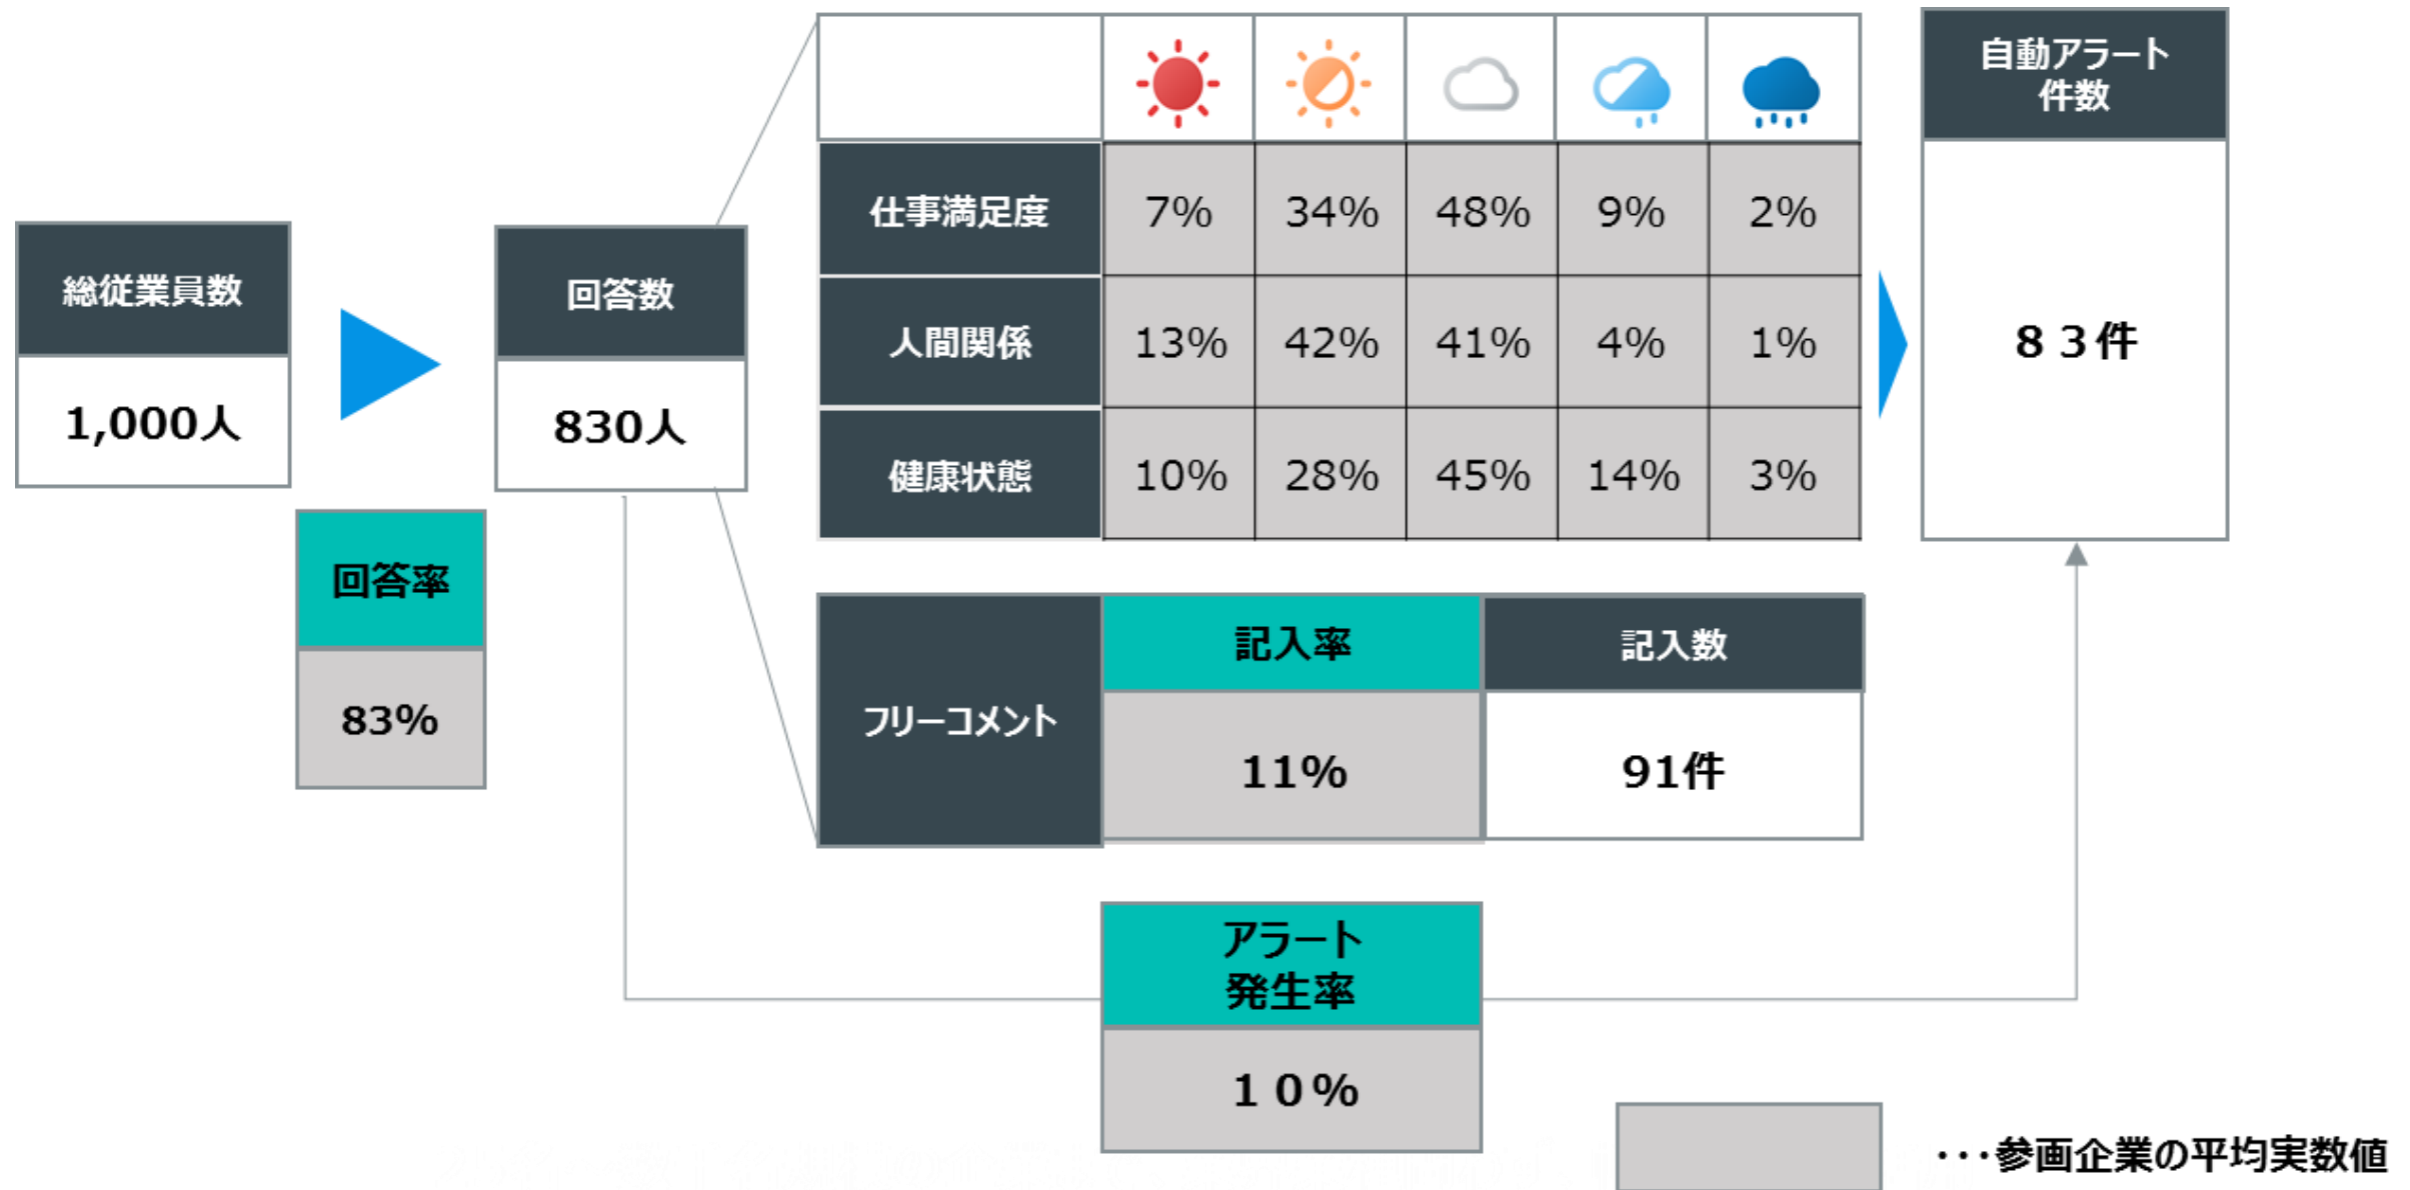 総従業員数
1,000人
回答率
83%
回答数
830人
仕事満足度 7% 34% 48% 9% 2%
人間関係 13% 42% 41% 4% 1%
健康状態 10% 28% 45% 14% 3%
フリーコメント
記入率 記入数
11% 91件
アラート
発生率
10%
自動アラート
件数
83件
･･･参画企業の平均実数値